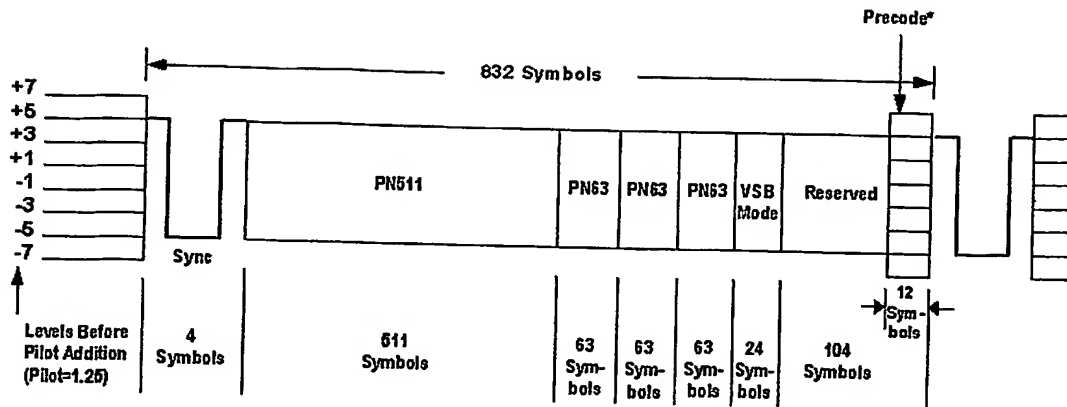 Precode*
832 Symbols
+7
+5
+3
+1
-1
-3
-5
-7
PN511
PN63
PN63
PN63
VSB
Mode
Reserved
Sync
Levels Before
Pilot Addition
(Pilot=1.25)
4
Symbols
511
Symbols
63
Sym-
bols
63
Sym-
bols
63
Sym-
bols
24
Sym-
bols
104
Symbols
12
Sym-
bols